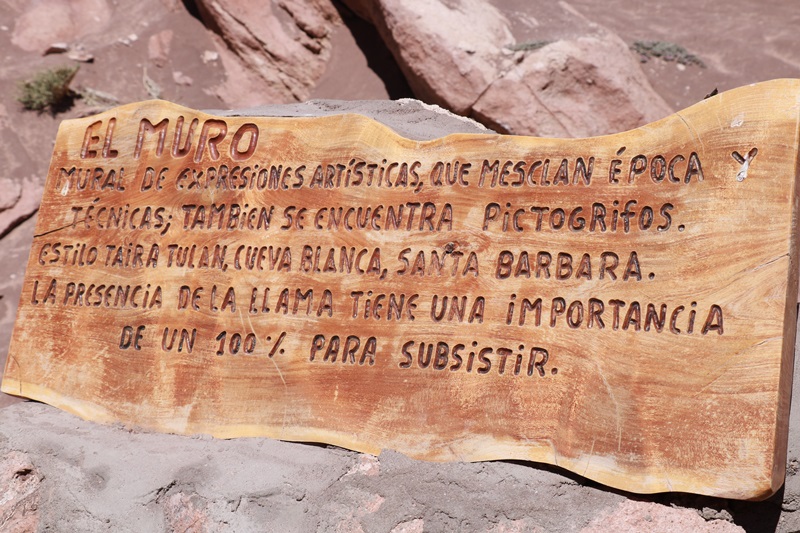 EL MURO
MURAL DE EXPRESIONES ARTÍSTICAS, QUE MESCLAN ÉPOCA Y
TÉCNICAS; TAMBIEN SE ENCUENTRA PICTOGRIFOS.
ESTILO TAIRA TULAN, CUEVA BLANCA, SANTA BARBARA.
LA PRESENCIA DE LA LLAMA TIENE UNA IMPORTANCIA
DE UN 100% PARA SUBSISTIR.